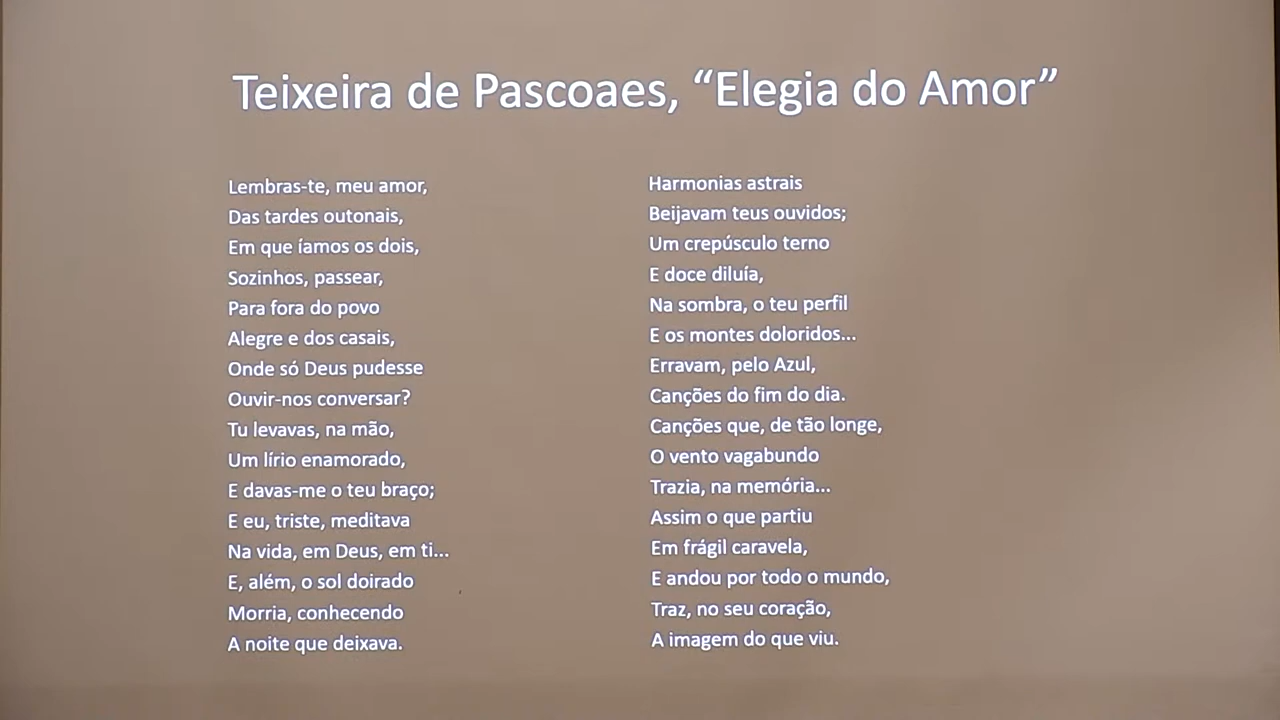 Teixeira de Pascoaes, “Elegia do Amor”
Lembras-te, meu amor,
Das tardes outonais,
Em que íamos os dois,
Sozinhos, passear,
Para fora do povo
Alegre e dos casais,
Onde só Deus pudesse
Ouvir-nos conversar?
Tu levavas, na mão,
Um lírio enamorado,
E davas-me o teu braço;
E eu, triste, meditava
Na vida, em Deus, em ti...
E, além, o sol doirado
Morria, conhecendo
A noite que deixava.
Harmonias astrais
Beijavam teus ouvidos;
Um crepúsculo terno
E doce diluía,
Na sombra, o teu perfil
E os montes doloridos...
Erravam, pelo Azul,
Canções do fim do dia.
Canções que, de tão longe,
O vento vagabundo
Trazia, na memória...
Assim o que partiu
Em frágil caravela,
E andou por todo o mundo,
Traz, no seu coração,
A imagem do que viu.